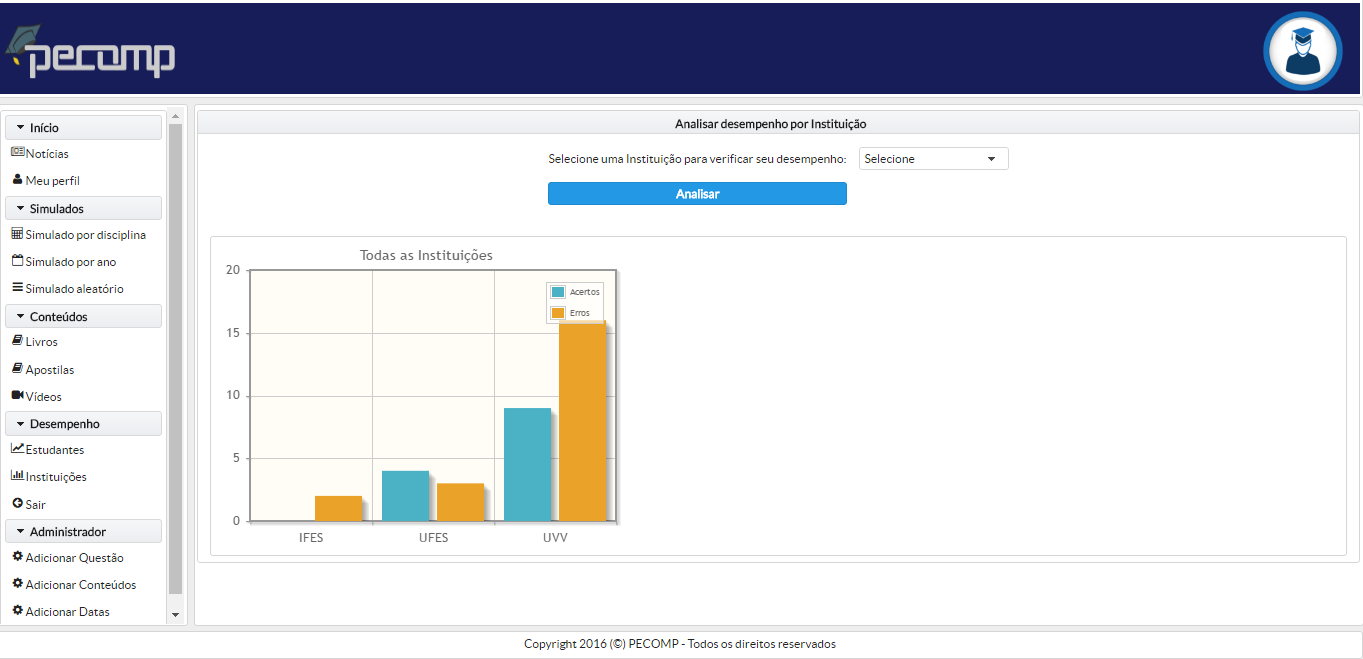 pecomp
Início
Notícias
Meu perfil
Simulados
Simulado por disciplina
Simulado por ano
Simulado aleatório
Conteúdos
Livros
Apostilas
Vídeos
Desempenho
Estudantes
Instituições
Sair
Administrador
Adicionar Questão
Adicionar Conteúdos
Adicionar Datas
Analisar desempenho por Instituição
Selecione uma Instituição para verificar seu desempenho: Selecione
Analisar
Todas as Instituições
20
15
10
5
0
Acertos
Erros
IFES UFES UVV
Copyright 2016 (©) PECOMP - Todos os direitos reservados